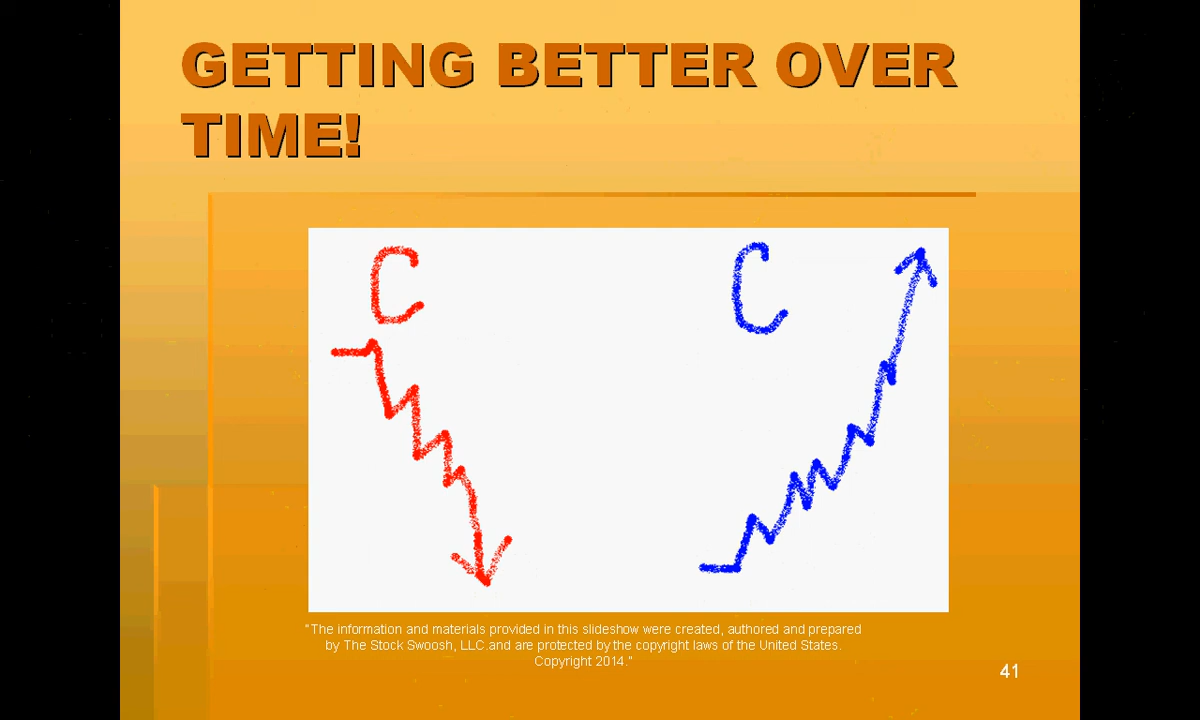 GETTING BETTER OVER
TIME!
C
C
"The information and materials provided in this slideshow were created, authored and prepared
by The Stock Swoosh, LLC.and are protected by the copyright laws of the United States.
Copyright 2014."
41